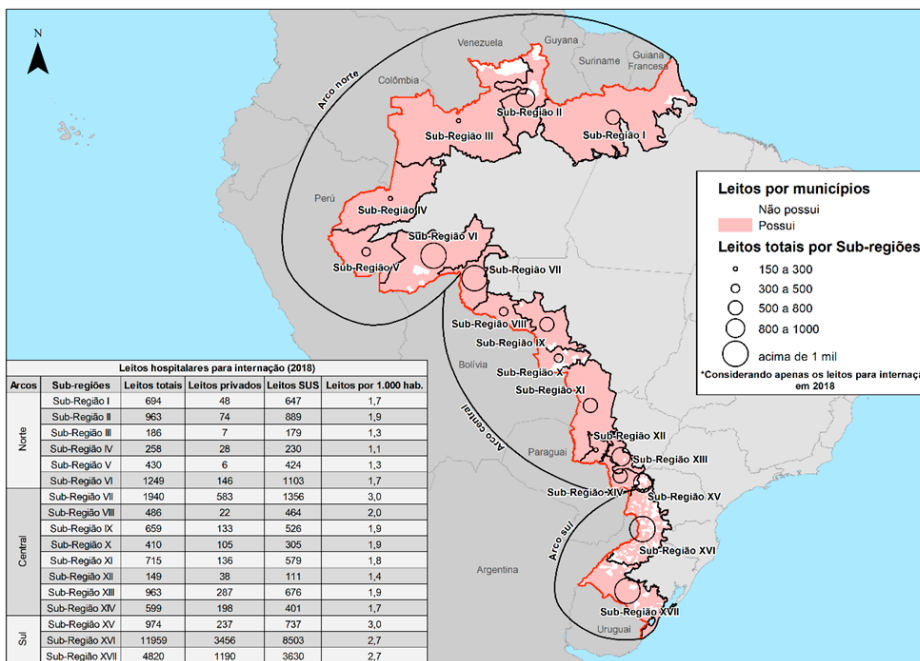 N
Venezuela
Guyana
Suriname
Guiana
Francesa
Colômbia
Arco norte
Sub-Região II
Sub-Região III
Sub-Região I
Perú
Sub-Região IV
Sub-Região VI
Sub-Região V
Sub-Região VII
Sub-Região VIII
Sub-Região IX
Bolívia
Sub-Região X
Sub-Região XI
Arco central
Sub-Região XII
Paraguai
Sub-Região XIII
Sub-Região XIV
Sub-Região XV
Arco sul
Sub-Região XVI
Argentina
Sub-Região XVII
Uruguai
Leitos por municípios
Não possui
Possui
Leitos totais por Sub-regiões
150 a 300
300 a 500
500 a 800
800 a 1000
acima de 1 mil
*Considerando apenas os leitos para internaçã
em 2018
Leitos hospitalares para internação (2018)
Arcos Sub-regiões Leitos totais Leitos privados Leitos SUS Leitos por 1.000 hab.
Norte
Sub-Região I 694 48 647 1,7
Sub-Região II 963 74 889 1,9
Sub-Região III 186 7 179 1,3
Sub-Região IV 258 28 230 1,1
Sub-Região V 430 6 424 1,3
Sub-Região VI 1249 146 1103 1,7
Central
Sub-Região VII 1940 583 1356 3,0
Sub-Região VIII 486 22 464 2,0
Sub-Região IX 659 133 526 1,9
Sub-Região X 410 105 305 1,9
Sub-Região XI 715 136 579 1,8
Sub-Região XII 149 38 111 1,4
Sub-Região XIII 963 287 676 1,9
Sub-Região XIV 599 198 401 1,7
Sul
Sub-Região XV 974 237 737 3,0
Sub-Região XVI 11959 3456 8503 2,7
Sub-Região XVII 4820 1190 3630 2,7